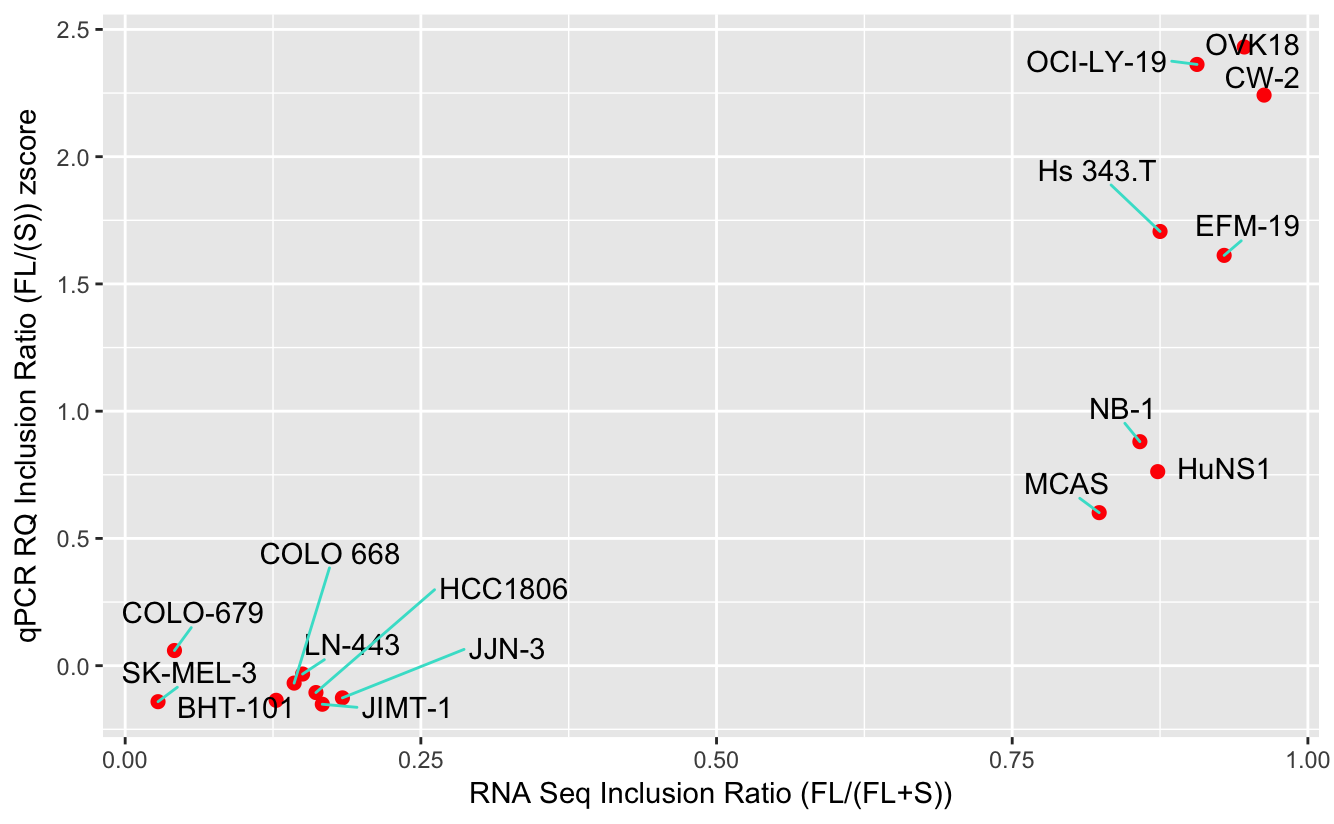 2.5
2.0
1.5
1.0
0.5
0.0
qPCR RQ Inclusion Ratio (FL/(S)) zscore
OVK18
OCI-LY-19
CW-2
Hs 343.T
EFM-19
NB-1
HuNS1
MCAS
COLO 668
HCC1806
COLO-679
LN-443
JJN-3
SK-MEL-3
BHT-101
JIMT-1
0.00
0.25
0.50
0.75
1.00
RNA Seq Inclusion Ratio (FL/(FL+S))